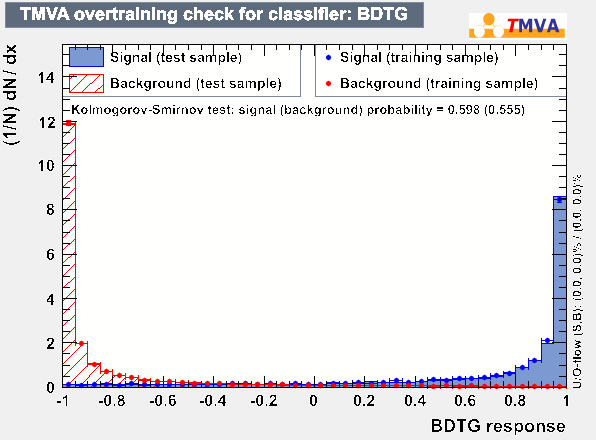 TMVA overtraining check for classifier: BDTG
TMVA
Signal (test sample)
Background (test sample)
Signal (training sample)
Background (training sample)
Kolmogorov-Smirnov test: signal (background) probability = 0.598 (0.555)
(1/N) dN / dx
14
12
10
8
6
4
2
0
-1 -0.8 -0.6 -0.4 -0.2 0 0.2 0.4 0.6 0.8 1
BDTG response
U/O-flow (S,B): (0.0, 0.0)% / (0.0, 0.0)%